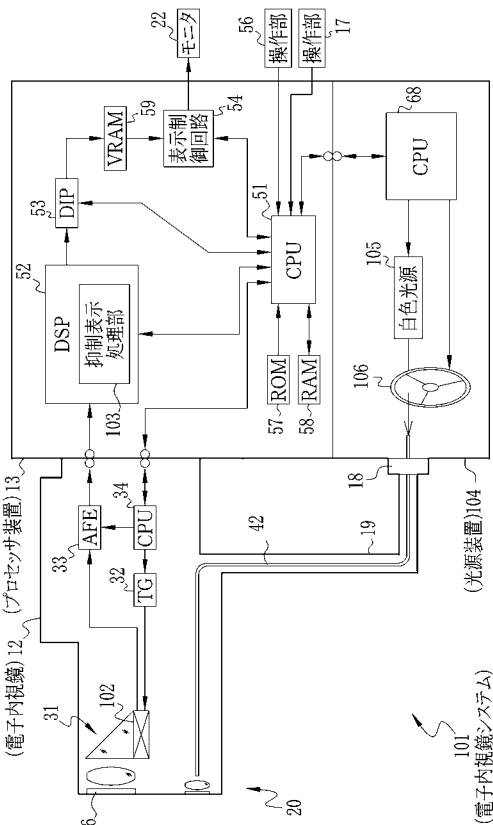 (電子内視鏡) 12
(プロセッサ装置) 13
52
DSP
抑制表示
処理部
103
53
DIP
VRAM
59
表示制
御回路
54
モニタ
22
操作部
56
操作部
17
51
CPU
ROM
57
RAM
58
33
AFE
CPU
34
32
TG
31
102
6
42
19
18
20
68
CPU
105
白色光源
106
(光源装置) 104
101
(電子内視鏡システム)